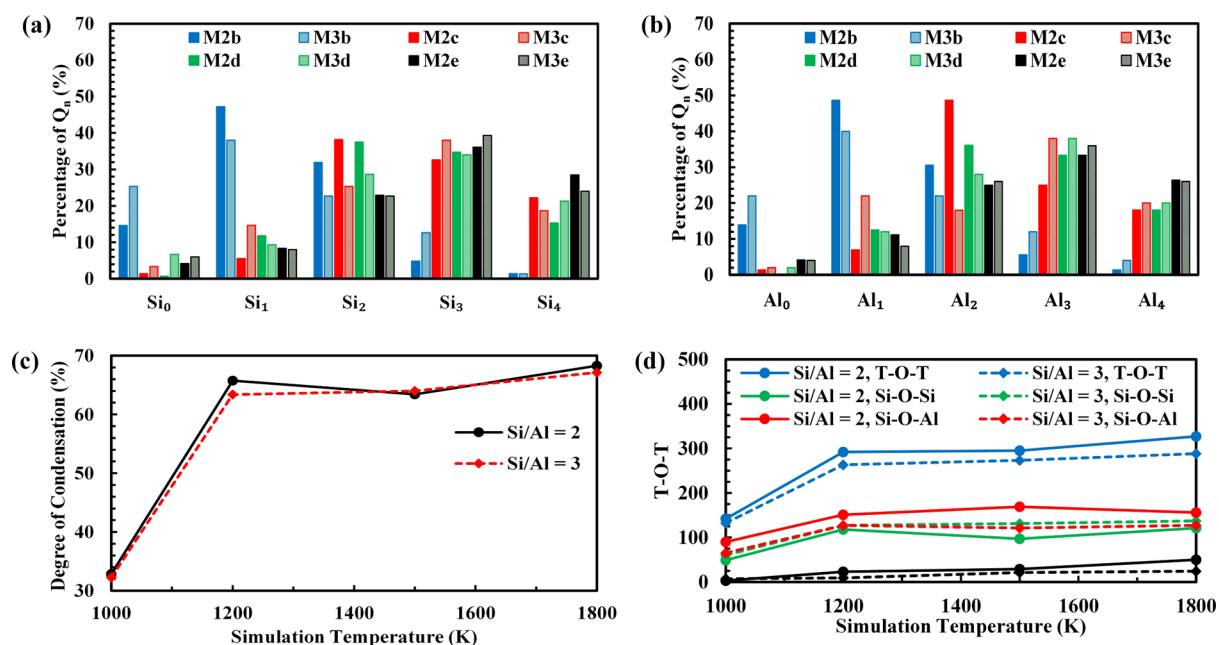 (a)
Percentage of Qn (%)
70
60
50
40
30
20
10
0
M2b M3b M2c M3c
M2d M3d M2e M3e
Si₀ Si₁ Si₂ Si₃ Si₄
(b)
Percentage of Qn (%)
70
60
50
40
30
20
10
0
M2b M3b M2c M3c
M2d M3d M2e M3e
Al₀ Al₁ Al₂ Al₃ Al₄
(c)
Degree of Condensation (%)
70
60
50
40
30
Si/Al = 2
Si/Al = 3
1000 1200 1400 1600 1800
Simulation Temperature (K)
(d)
T-O-T
500
400
300
200
100
0
Si/Al = 2, T-O-T Si/Al = 3, T-O-T
Si/Al = 2, Si-O-Si Si/Al = 3, Si-O-Si
Si/Al = 2, Si-O-Al Si/Al = 3, Si-O-Al
1000 1200 1400 1600 1800
Simulation Temperature (K)